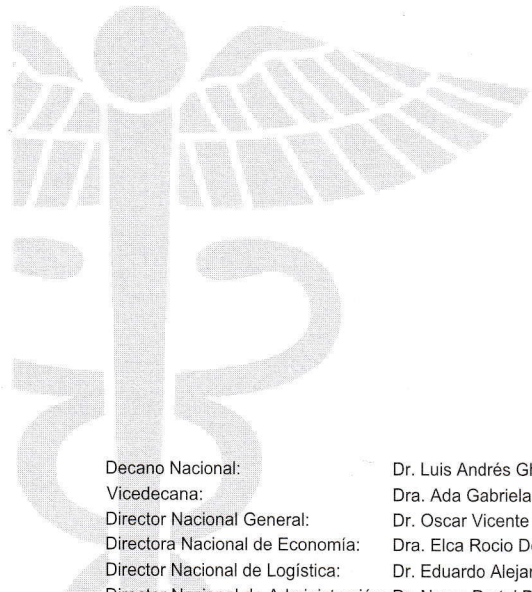 Decano Nacional: Dr. Luis Andrés
Vicedecana: Dra. Ada Gabriela
Director Nacional General: Dr. Oscar Vicente
Directora Nacional de Economía: Dra. Elca Rocio
Director Nacional de Logística: Dr. Eduardo